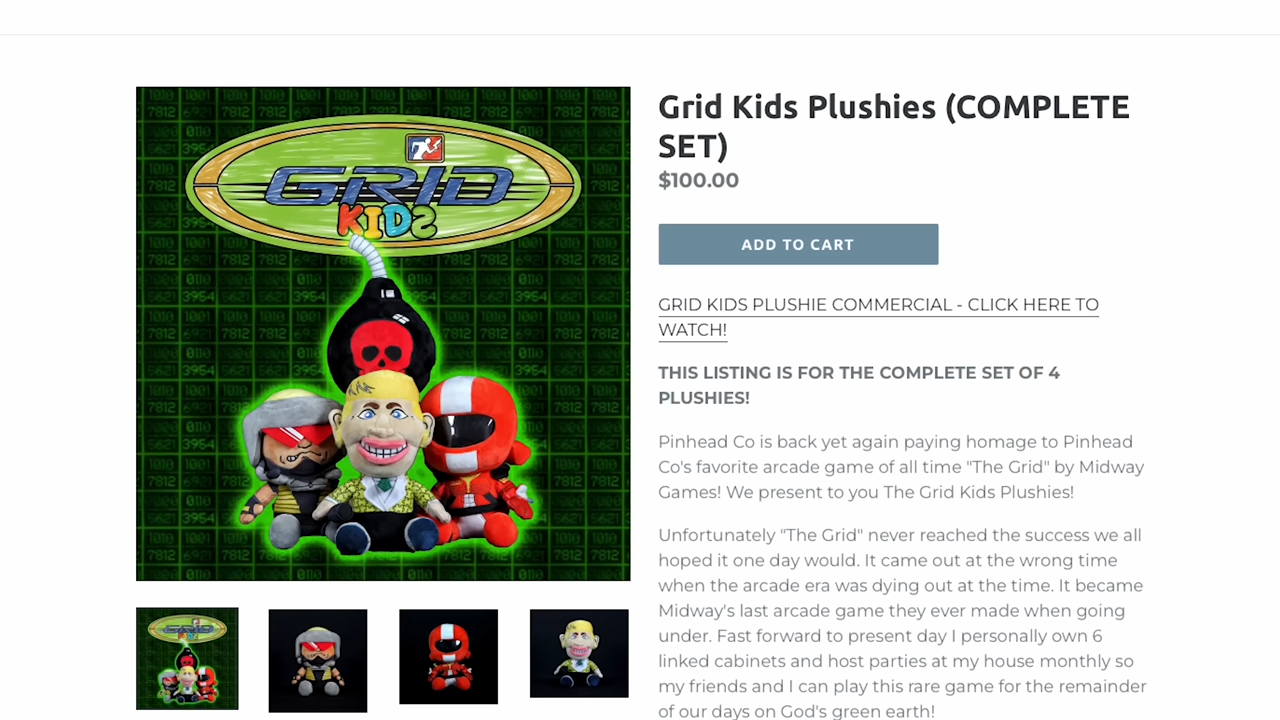 GRID
KIDS
Grid Kids Plushies (COMPLETE
SET)
$100.00
ADD TO CART
GRID KIDS PLUSHIE COMMERCIAL - CLICK HERE TO
WATCH!
THIS LISTING IS FOR THE COMPLETE SET OF 4
PLUSHIES!
Pinhead Co is back yet again paying homage to Pinhead
Co's favorite arcade game of all time "The Grid" by Midway
Games! We present to you The Grid Kids Plushies!
Unfortunately "The Grid" never reached the success we all
hoped it one day would. It came out at the wrong time
when the arcade era was dying out at the time. It became
Midway's last arcade game they ever made when going
under. Fast forward to present day I personally own 6
linked cabinets and host parties at my house monthly so
my friends and I can play this rare game for the remainder
of our days on God's green earth!